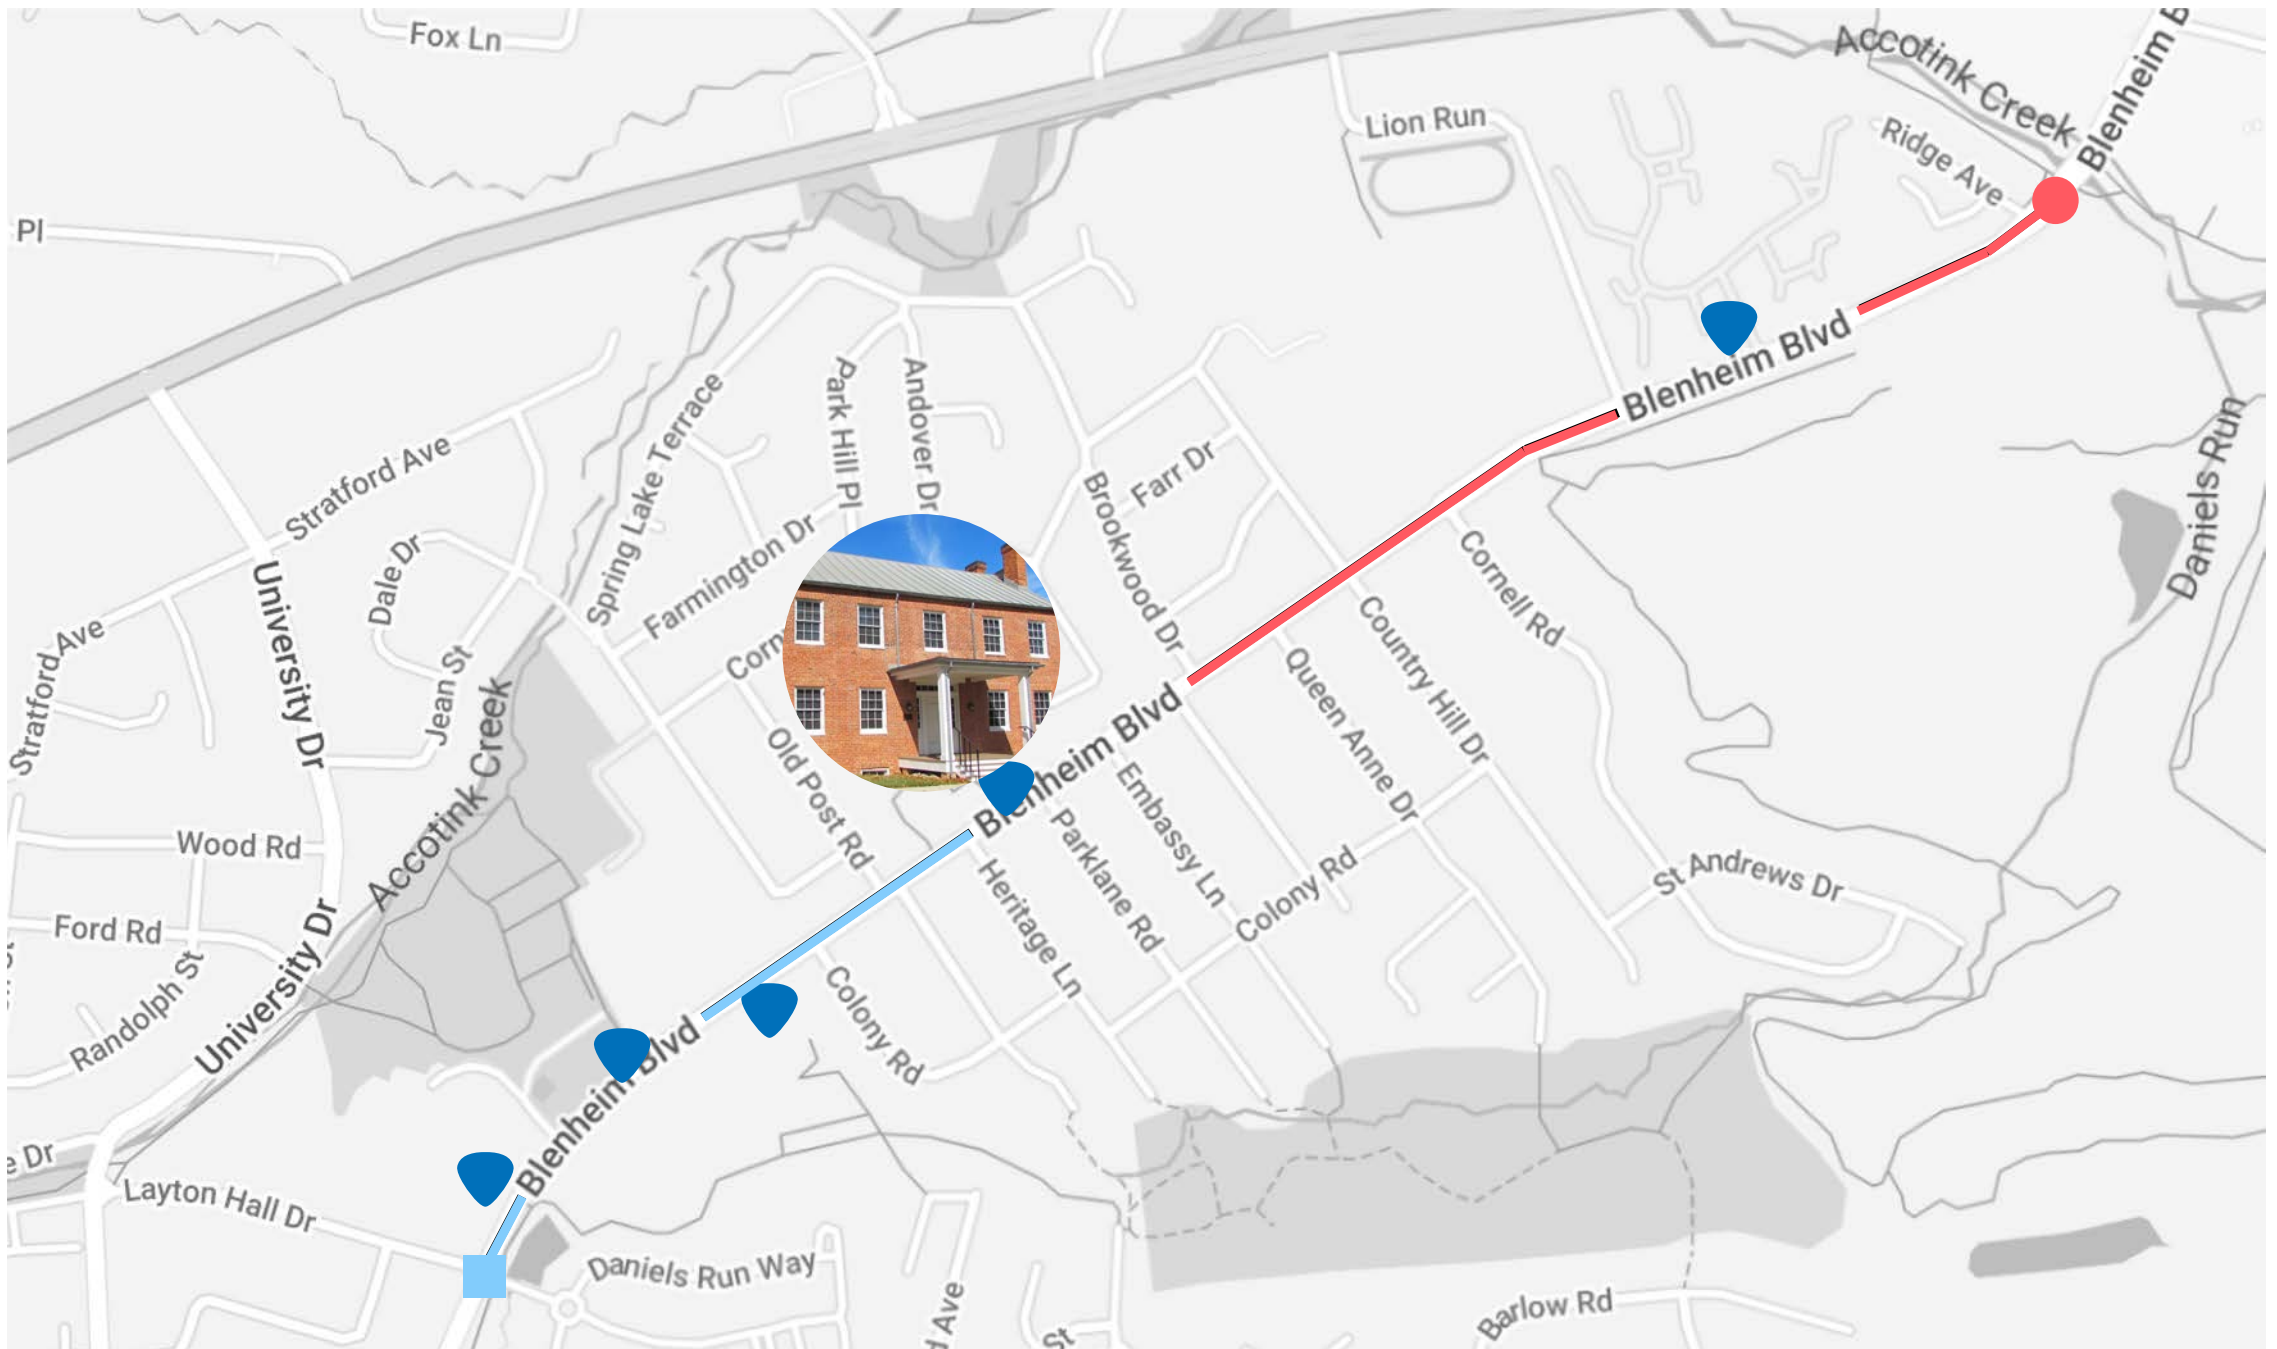 Fox Ln
Accotink Creek
Blenheim B
Lion Run
Ridge Ave
Pl
Blenheim Blvd
Spring Lake Terrace
Park Hill Pl
Andover Dr
Stratford Ave
Farr Dr
Brookwood Dr
Daniels Run
Dale Dr
Farmington Dr
University Dr
Cornell Rd
Country Hill Dr
Stratford Ave
Jean St
Corn
Queen Anne Dr
Accotink Creek
Blenheim Blvd
Old Post Rd
Embassy Ln
Parklane Rd
Wood Rd
Heritage Ln
Colony Rd
St Andrews Dr
Ford Rd
University Dr
Randolph St
Colony Rd
Blenheim Blvd
e Dr
Layton Hall Dr
Daniels Run Way
d Ave
St
Barlow Rd